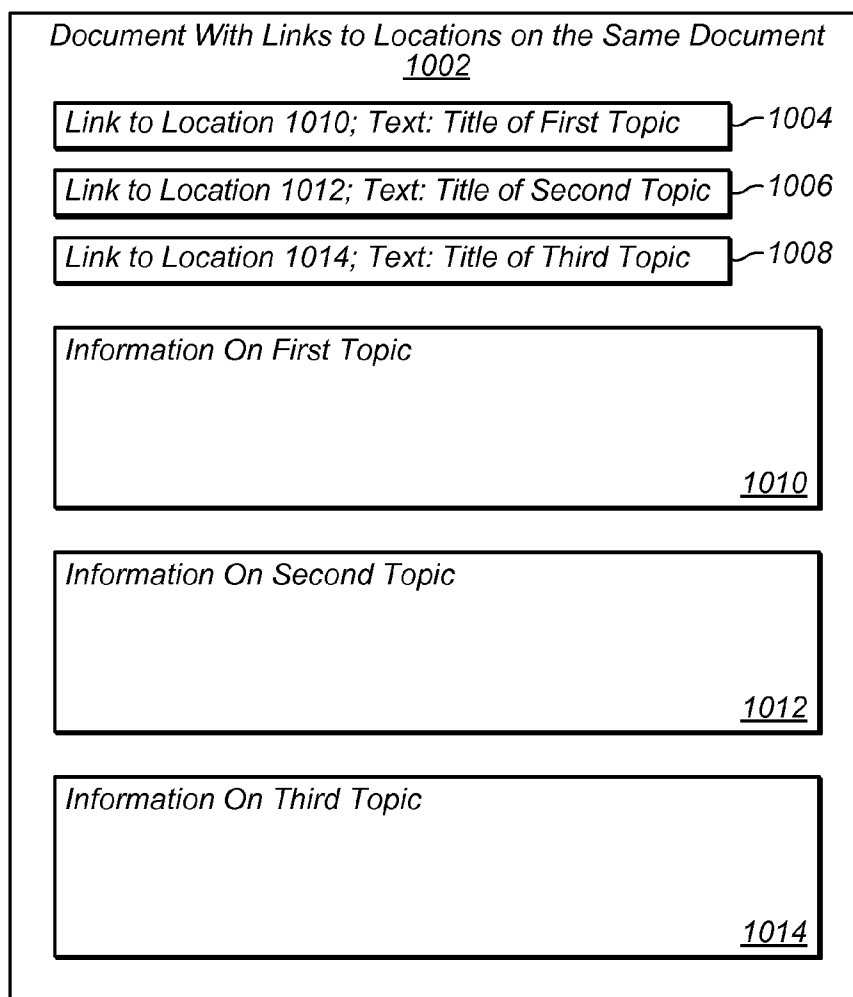 Document With Links to Locations on the Same Document
1002
Link to Location 1010; Text: Title of First Topic
1004
Link to Location 1012; Text: Title of Second Topic
1006
Link to Location 1014; Text: Title of Third Topic
1008
Information On First Topic
1010
Information On Second Topic
1012
Information On Third Topic
1014